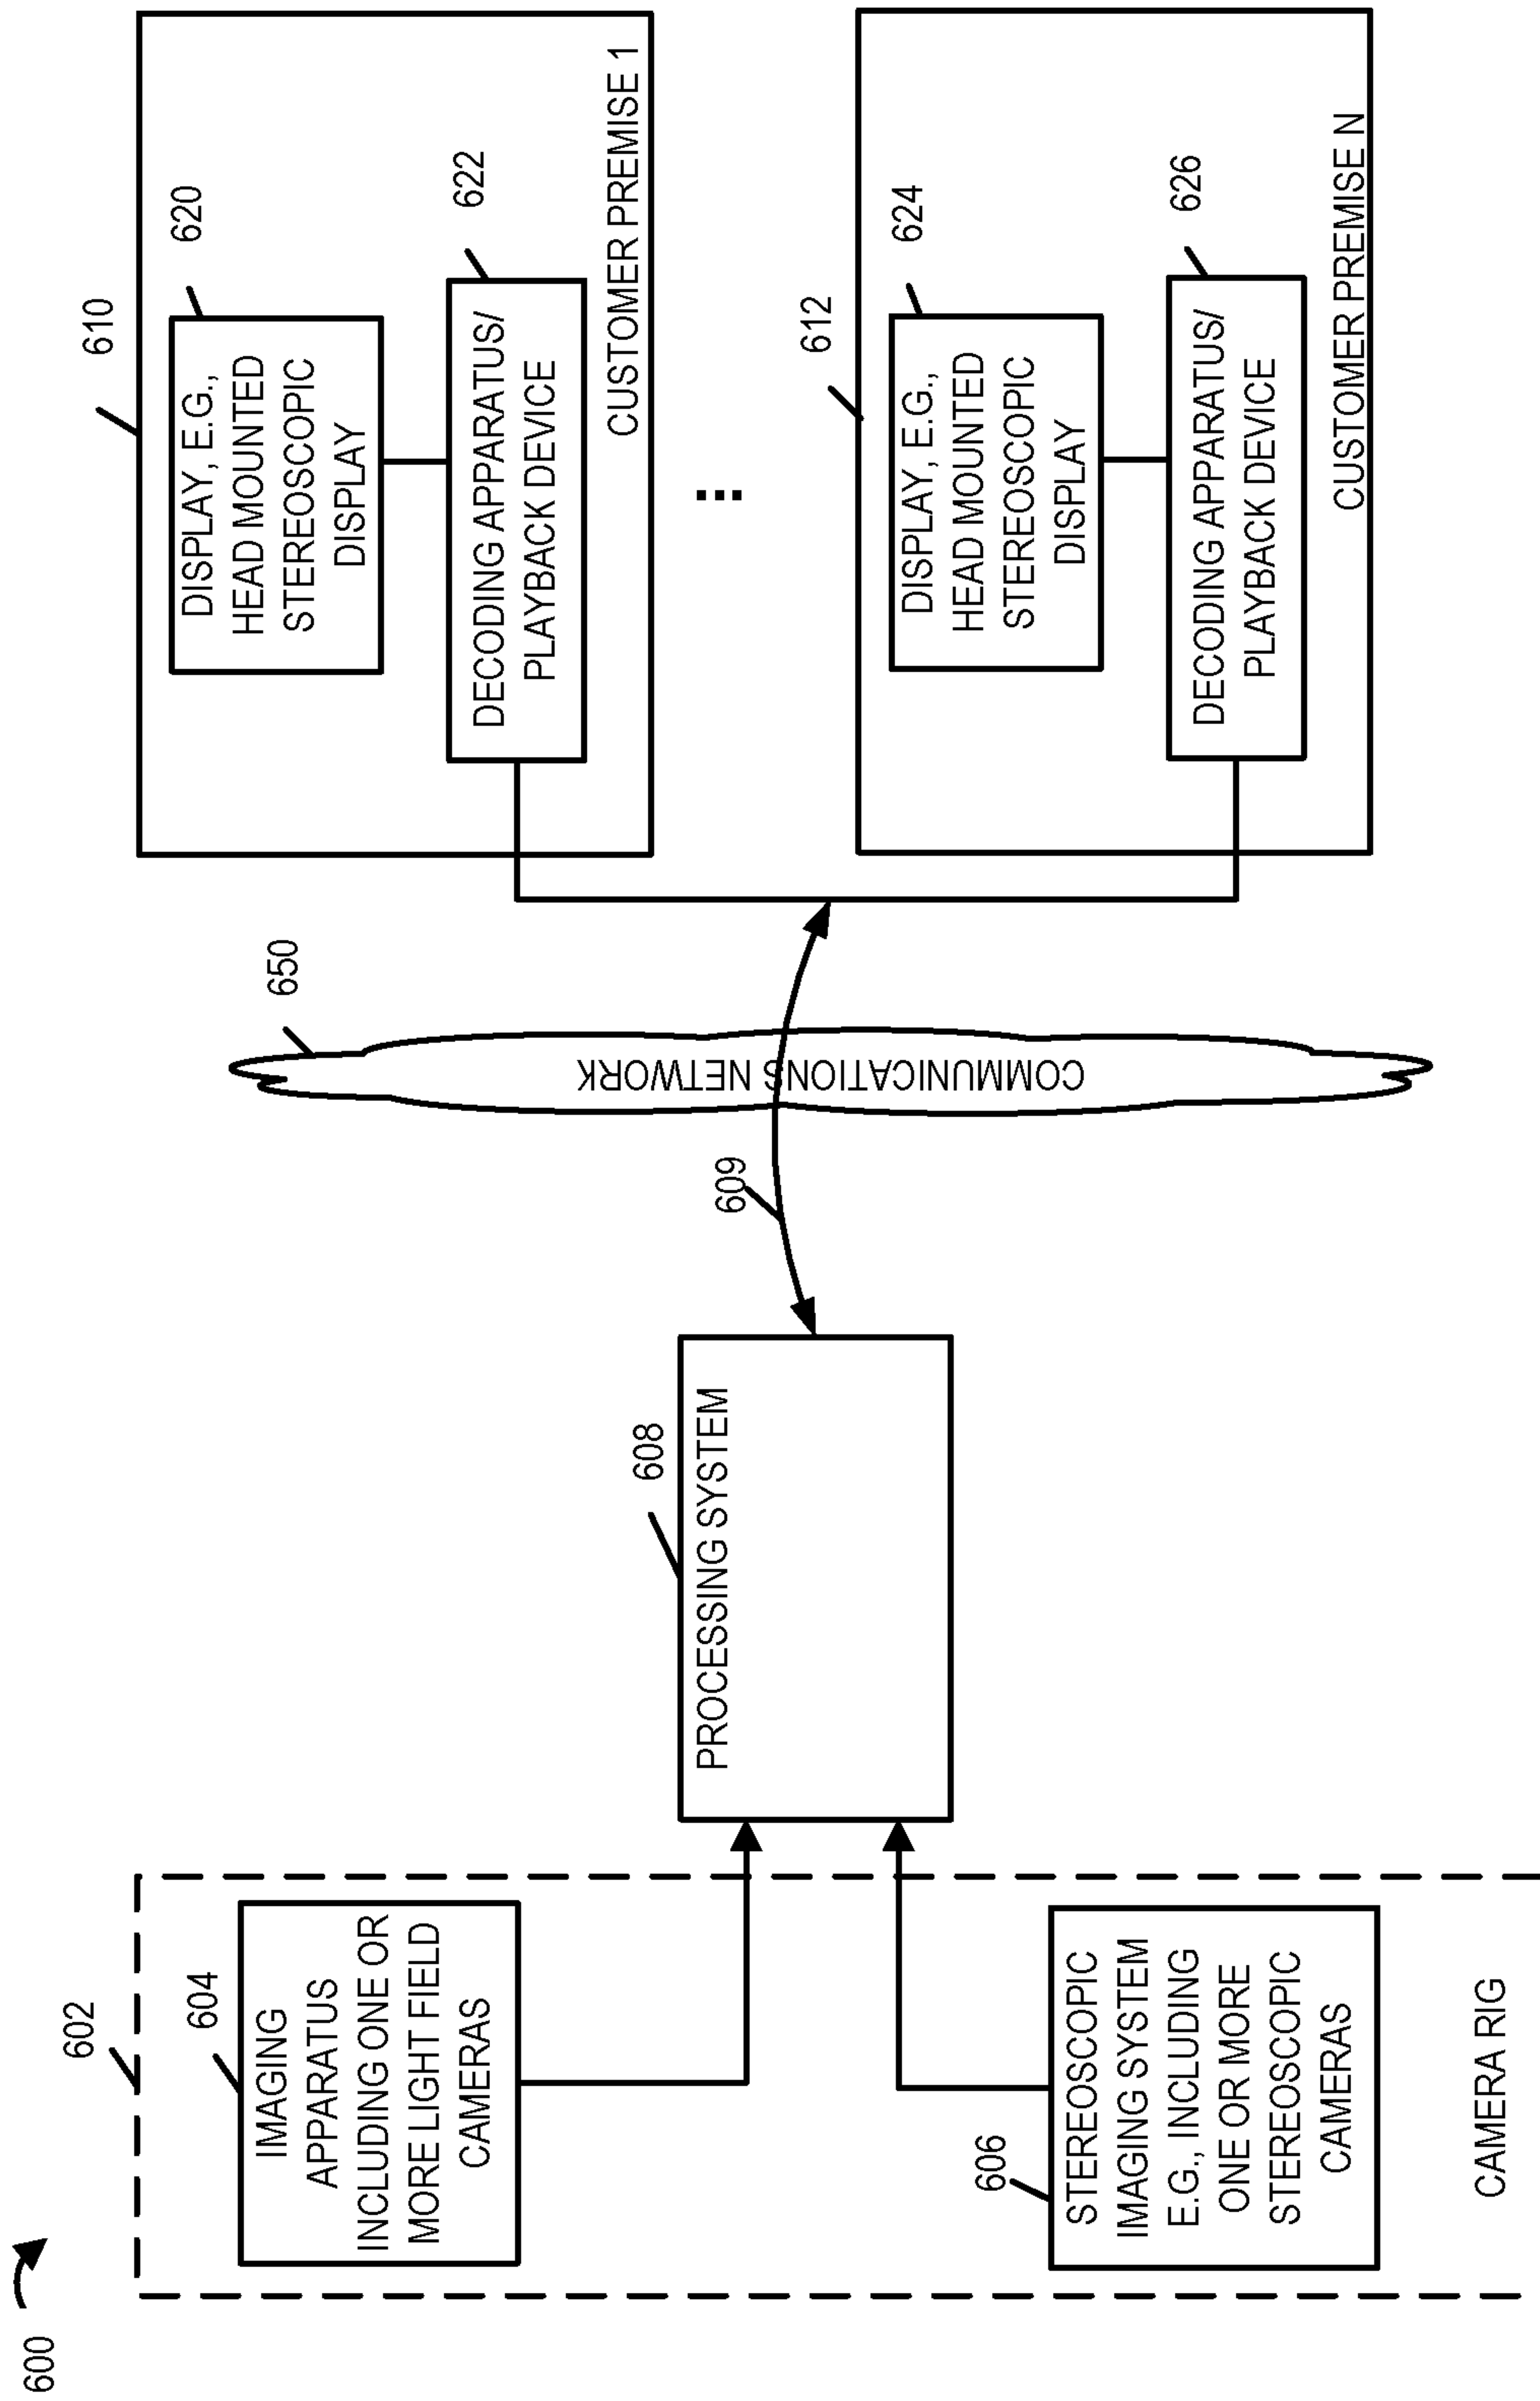 600
602
604
IMAGING
APPARATUS
INCLUDING ONE OR
MORE LIGHT FIELD
CAMERAS
606
STEREOSCOPIC
IMAGING SYSTEM
E.G., INCLUDING
ONE OR MORE
STEREOSCOPIC
CAMERAS
CAMERA RIG
608
PROCESSING SYSTEM
609
650
COMMUNICATIONS NETWORK
610
620
DISPLAY, E.G.,
HEAD MOUNTED
STEREOSCOPIC
DISPLAY
622
DECODING APPARATUS/
PLAYBACK DEVICE
CUSTOMER PREMISE 1
612
624
DISPLAY, E.G.,
HEAD MOUNTED
STEREOSCOPIC
DISPLAY
626
DECODING APPARATUS/
PLAYBACK DEVICE
CUSTOMER PREMISE N